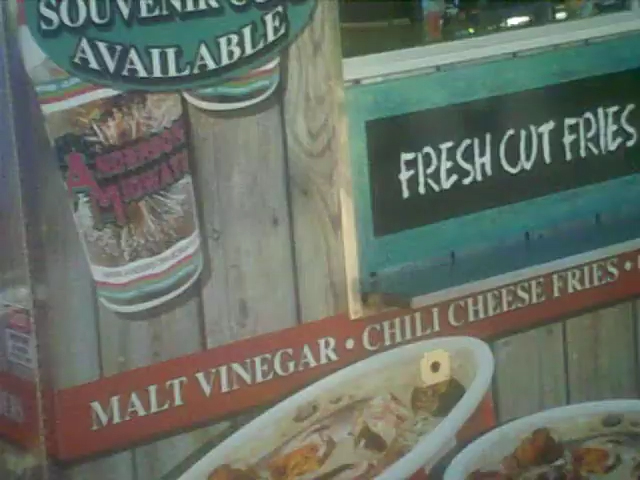 SOUVENIR
AVAILABLE
FRESH CUT FRIES
MALT VINEGAR • CHILI CHEESE FRIES •